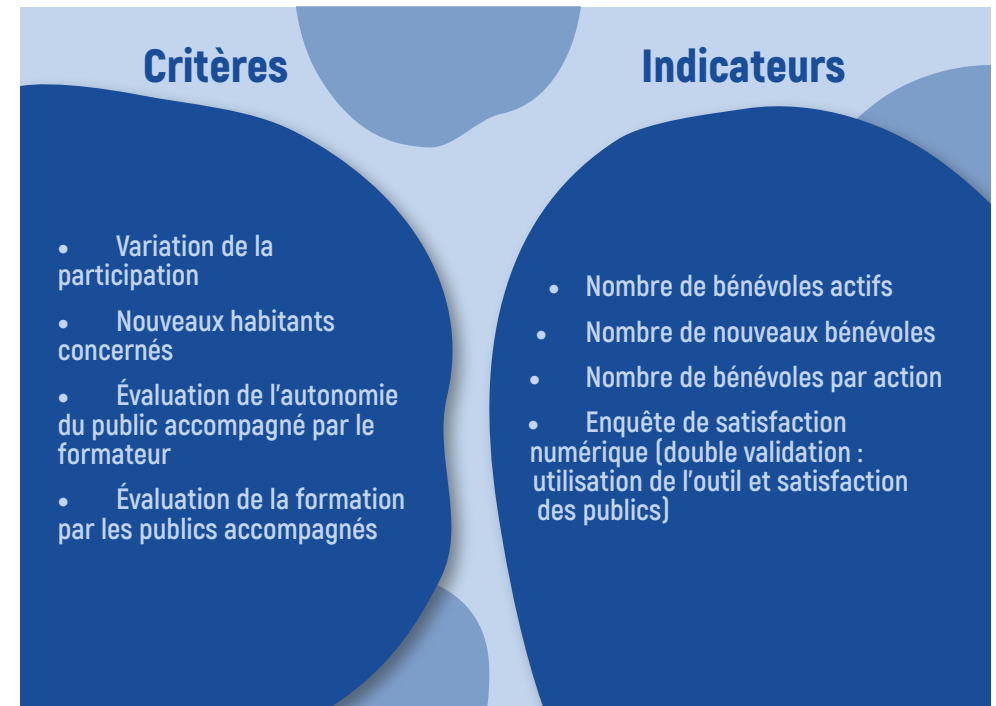 Critères
• Variation de la
participation
• Nouveaux habitants
concernés
• Évaluation de l'autonomie
du public accompagné par le
formateur
• Évaluation de la formation
par les publics accompagnés
Indicateurs
• Nombre de bénévoles actifs
• Nombre de nouveaux bénévoles
• Nombre de bénévoles par action
• Enquête de satisfaction
numérique (double validation :
utilisation de l'outil et satisfaction
des publics)